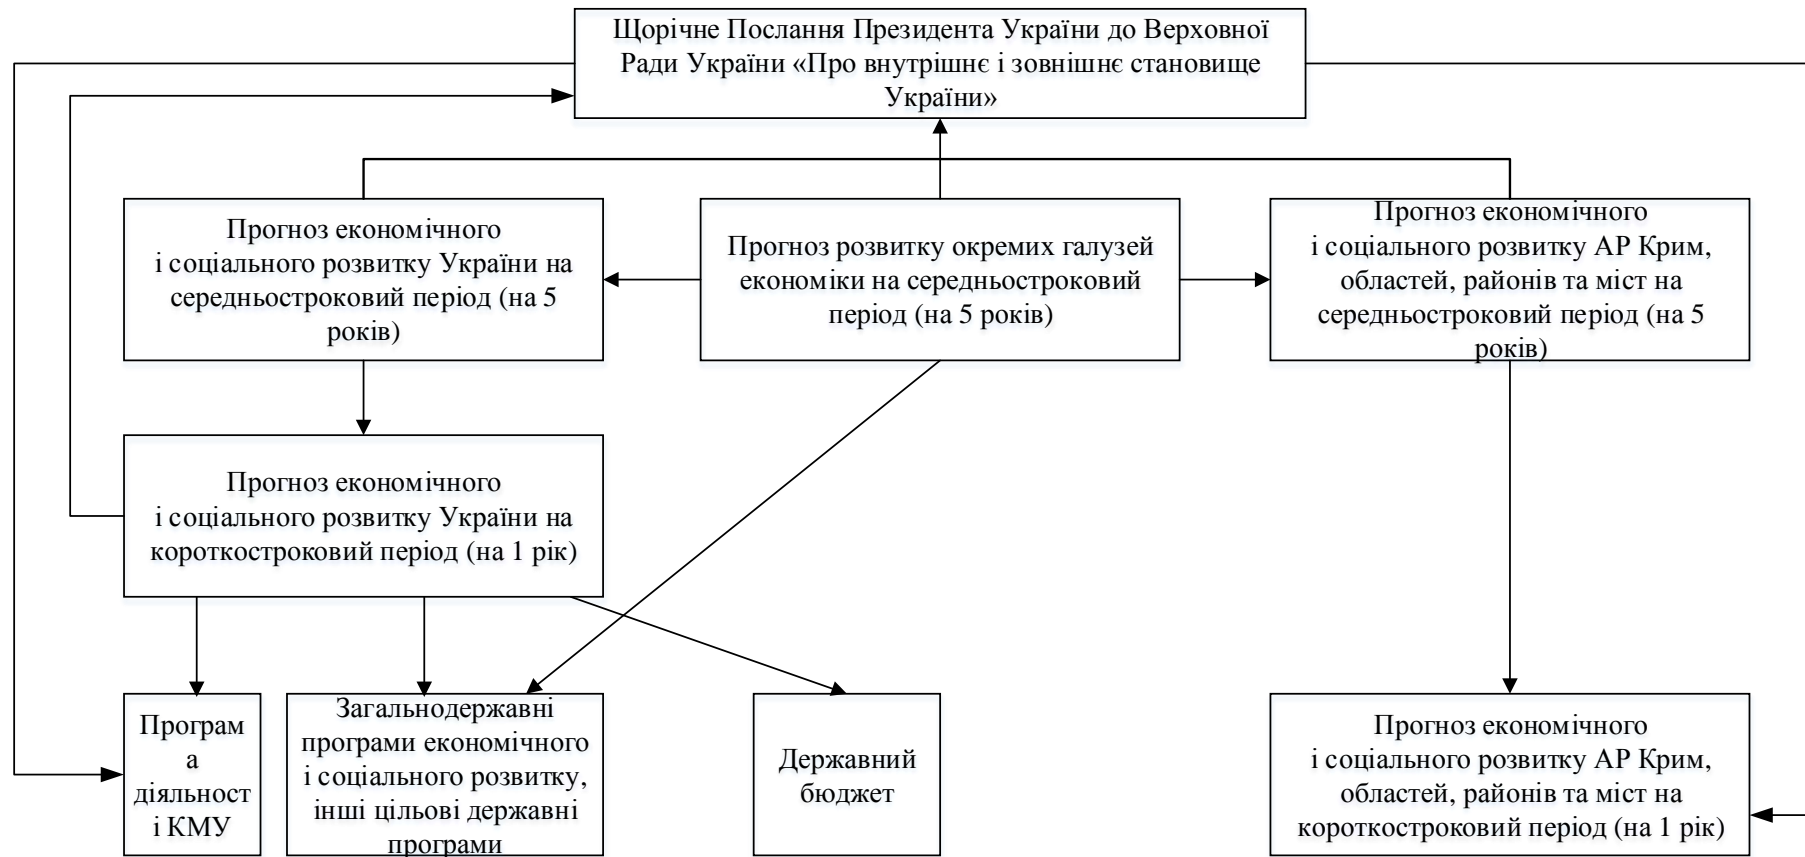 Щорічне Послання Президента України до Верховної
Ради України «Про внутрішнє і зовнішнє становище
України»
Прогноз економічного
і соціального розвитку України на
середньостроковий період (на 5
років)
Прогноз розвитку окремих галузей
економіки на середньостроковий
період (на 5 років)
Прогноз економічного
і соціального розвитку АР Крим,
областей, районів та міст на
середньостроковий період (на 5
років)
Прогноз економічного
і соціального розвитку України на
короткостроковий період (на 1 рік)
Програм
а
діяльност
і КМУ
Загальнодержавні
програми економічного
і соціального розвитку,
інші цільові державні
програми
Державний
бюджет
Прогноз економічного
і соціального розвитку АР Крим,
областей, районів та міст на
короткостроковий період (на 1 рік)